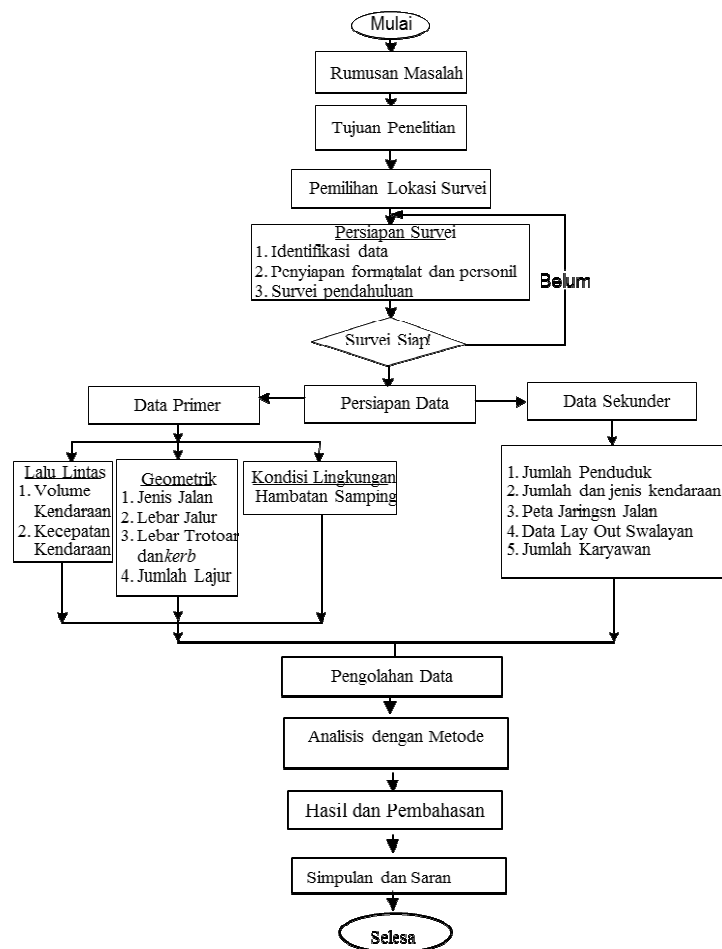 Mulai
Rumusan Masalah
Tujuan Penelitian
Pemilihan Lokasi Survei
Persiapan Survei
1. Identifikasi data
2. Penyiapan formatalat dan personil
3. Survei pendahuluan
Belum
Survei Siap!
Data Primer
Persiapan Data
Data Sekunder
Lalu Lintas
1. Volume
Kendaraan
2. Kecepatan
Kendaraan
Geometrik
1. Jenis Jalan
2. Lebar Jalur
3. Lebar Trotoar
dankerb
4. Jumlah Lajur
Kondisi Lingkungan
Hambatan Samping
1. Jumlah Penduduk
2. Jumlah dan jenis kendaraan
3. Peta Jaringsn Jalan
4. Data Lay Out Swalayan
5. Jumlah Karyawan
Pengolahan Data
Analisis dengan Metode
Hasil dan Pembahasan
Simpulan dan Saran
Selesa